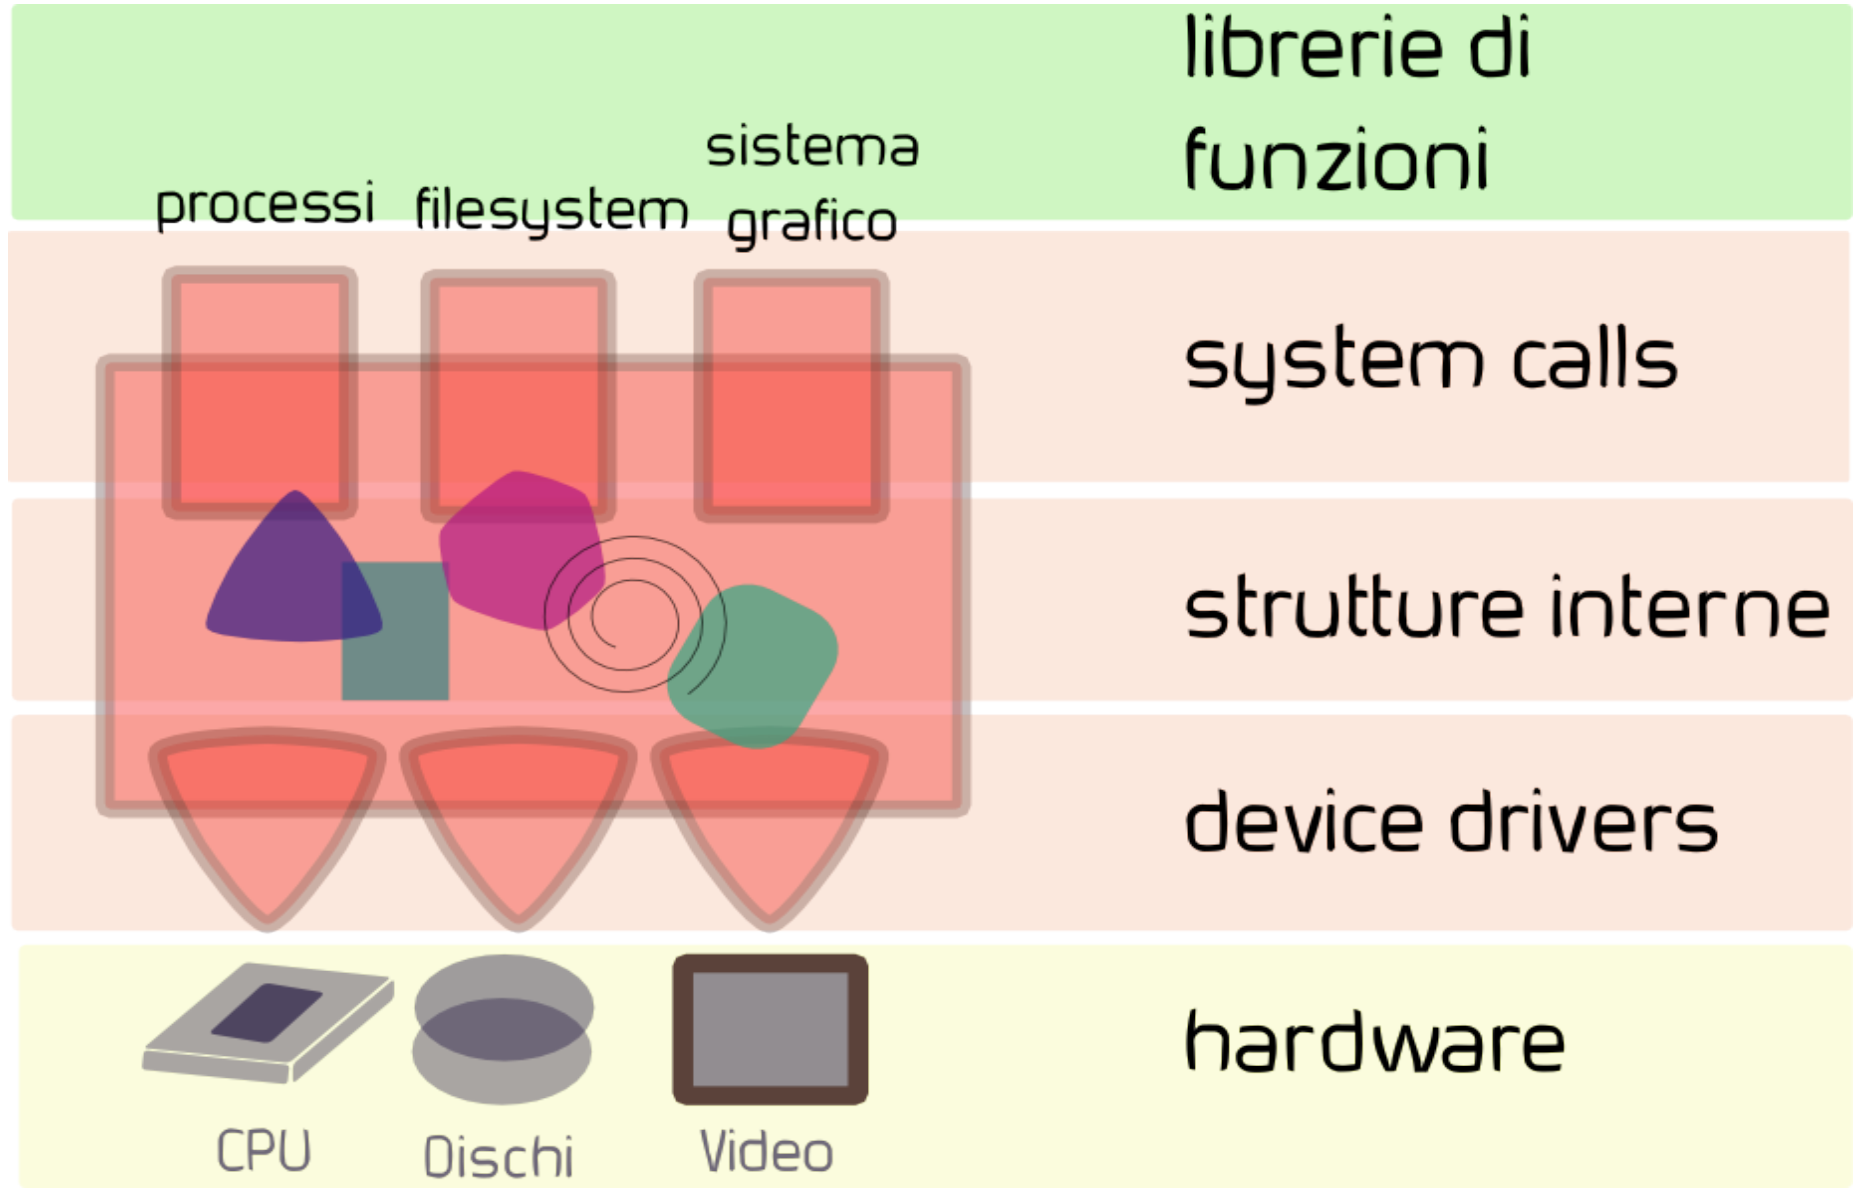 librerie di
funzioni
processi
filesystem
sistema
grafico
system calls
strutture interne
device drivers
hardware
CPU
Dischi
Video